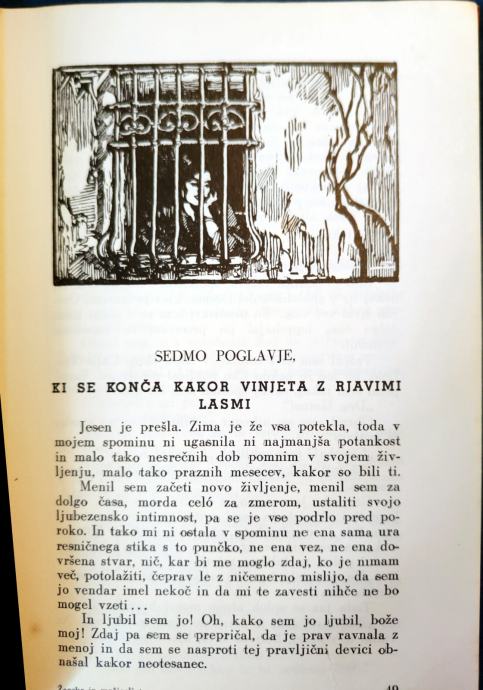 SEDMO POGLAVJE,
KI SE KONČA KAKOR VINJETA Z RJAVIMI
LASMI
Jesen je prešla. Zima je že vsa potekla, toda v
mojem spominu ni ugasnila ni najmanjša potankost
in malo tako nesrečnih dob pomnim v svojem živ-
ljenju, malo tako praznih mesecev, kakor so bili ti.
Menil sem začeti novo življenje, menil sem za
dolgo časa, morda celó za zmerom, ustaliti svojo
ljubezensko intimnost, pa se je vse podrlo pred po-
roko. In tako mi ni ostala v spominu ne ena sama ura
resničnega stika s to punčko, ne ena vez, ne ena do-
vršena stvar, nič, kar bi me moglo zdaj, ko je nimam
več, potolažiti, čeprav le z ničemerno mislijo, da sem
jo vendar imel nekoč in da mi te zavesti nihče ne bo
mogel vzeti ...
In ljubil sem jo! Oh, kako sem jo ljubil, bože
moj! Zdaj pa sem se prepričal, da je prav ravnala z
menoj in da sem se nasproti tej pravljični devici ob-
našal kakor neotesanec.
49